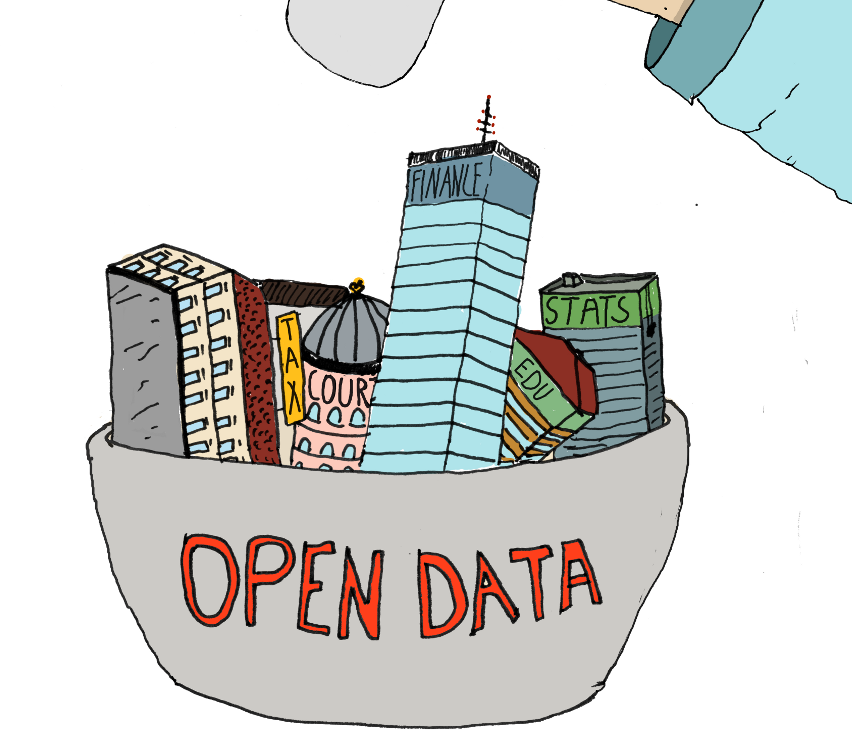 FINANCE
STATS
TAX
COURT
EDU
OPEN DATA